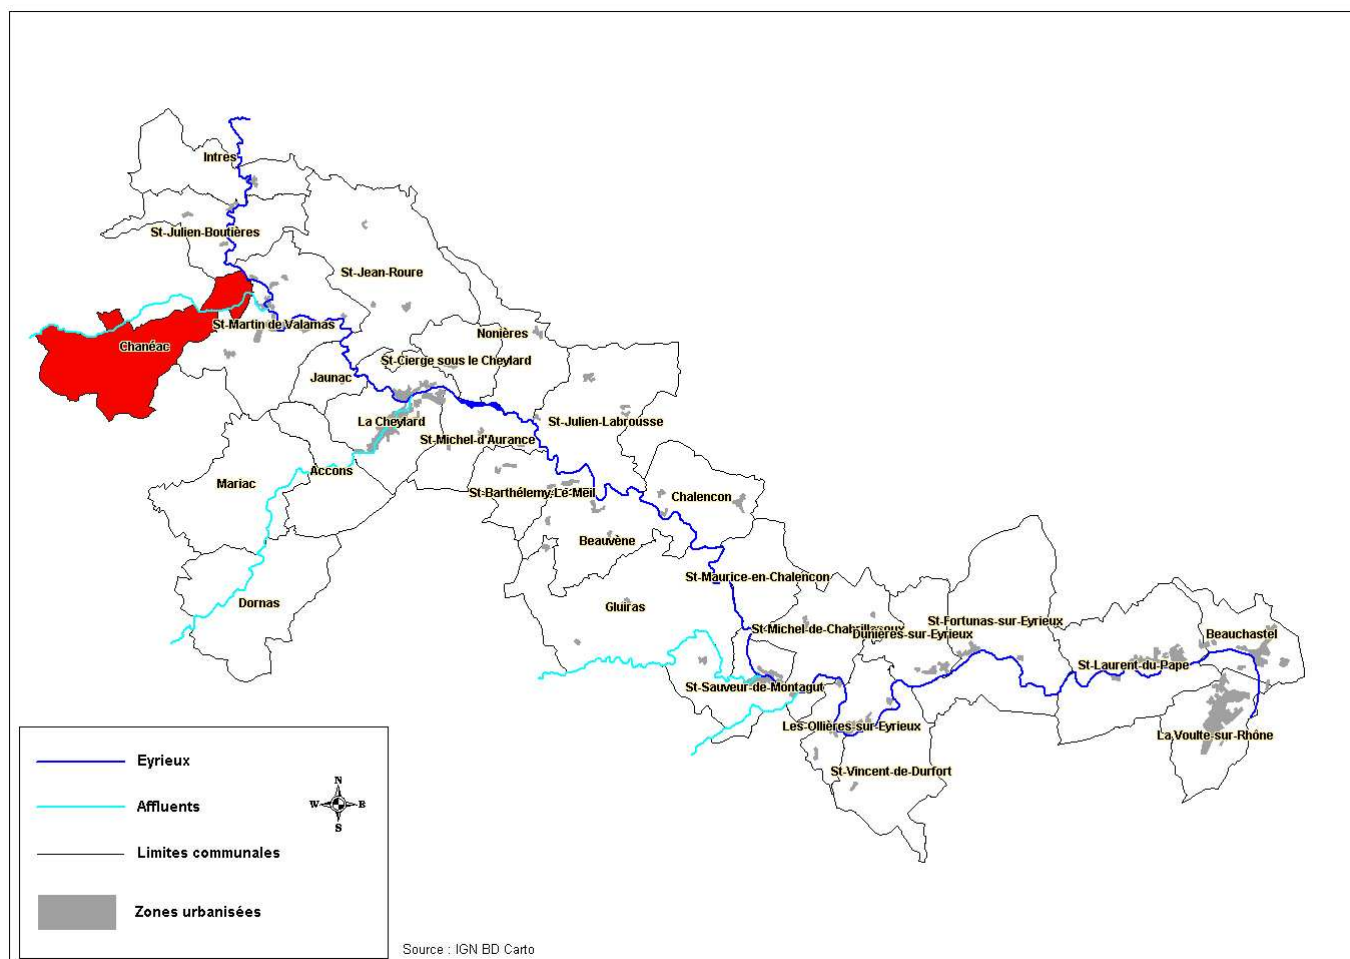 Intres
St-Julien-Boutières
St-Jean-Roure
St-Martin de Valamas
Nonières
Chanéac
St-Cierge sous le Cheylard
Jaunac
La Cheylard
St-Julien-Labrousse
St-Michel-d'Aurance
Accons
Mariac
St-Barthélemy-Le-Meil
Chalencon
Beauvène
St-Maurice-en-Chalencon
Dornas
Gluiras
St-Fortunas-sur-Eyrieux
St-Michel-de-Chabrillanoux
Dunières-sur-Eyrieux
Beauchastel
St-Laurent-du-Pape
St-Sauveur-de-Montagut
Les-Ollières-sur-Eyrieux
La Voulte-sur-Rhône
St-Vincent-de-Durfort
Eyrieux
Affluents
Limites communales
Zones urbanisées
N
W E
S
Source : IGN BD Carto